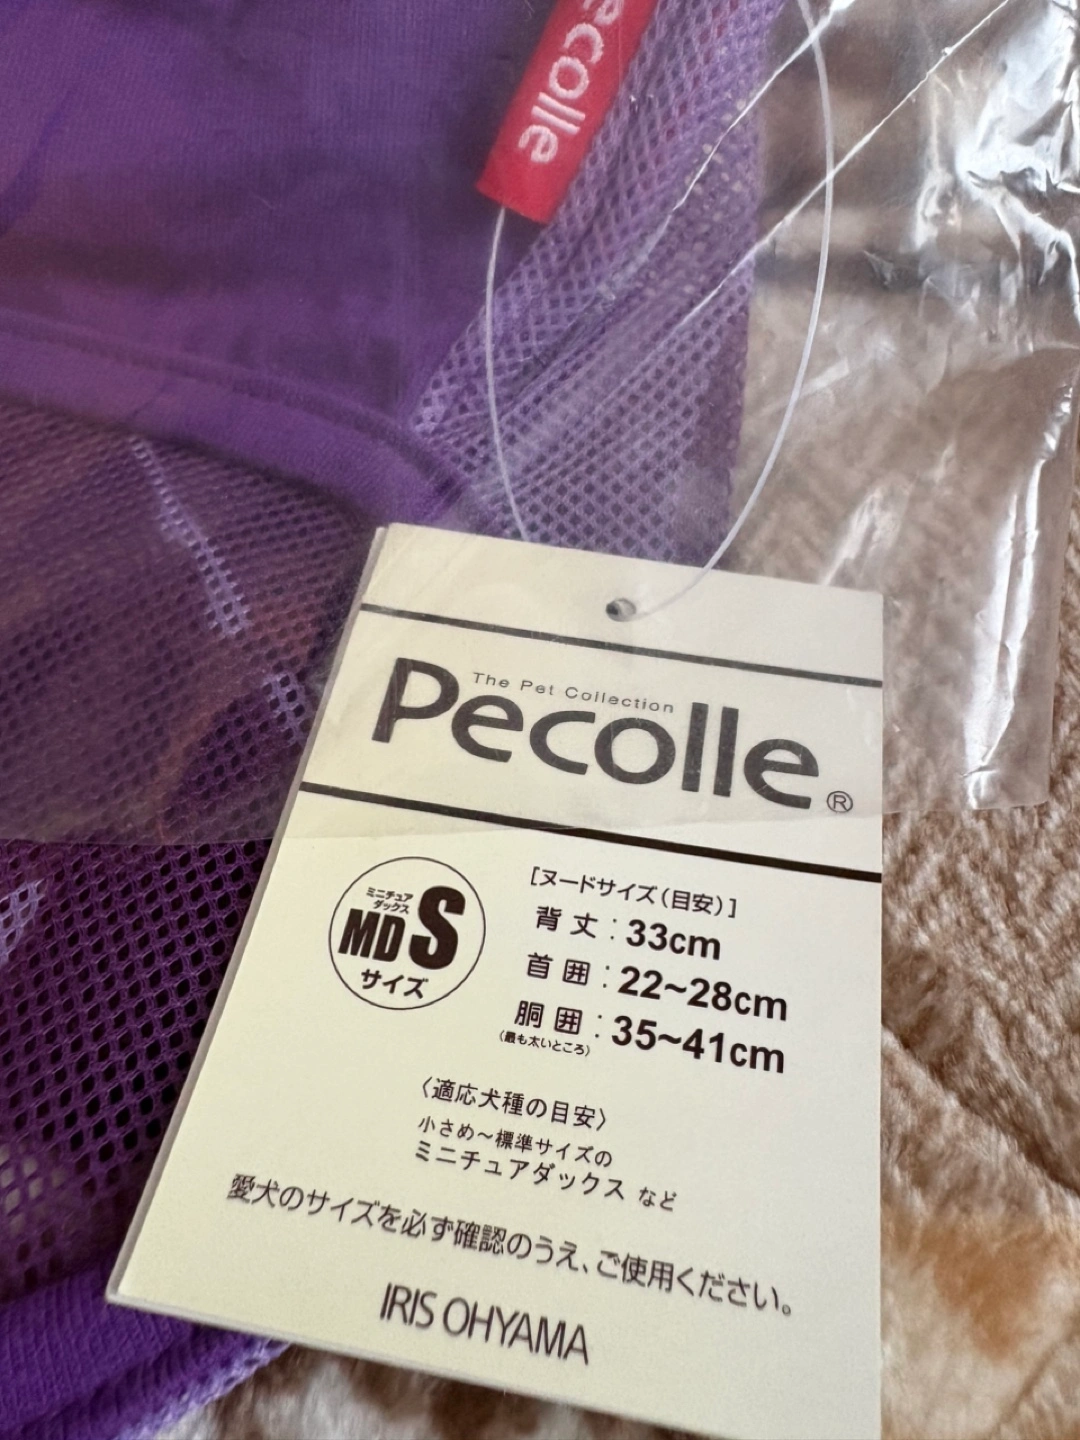 ecolle
The Pet Collection
Pecolle®
ミニチュア
ダックス
MDS
サイズ
[ヌードサイズ(目安)]
背丈:33cm
首囲:22~28cm
胴囲:35~41cm
(最も太いところ)
〈適応犬種の目安〉
小さめ～標準サイズの
ミニチュアダックス など
愛犬のサイズを必ず確認のうえ、ご使用ください。
IRIS OHYAMA